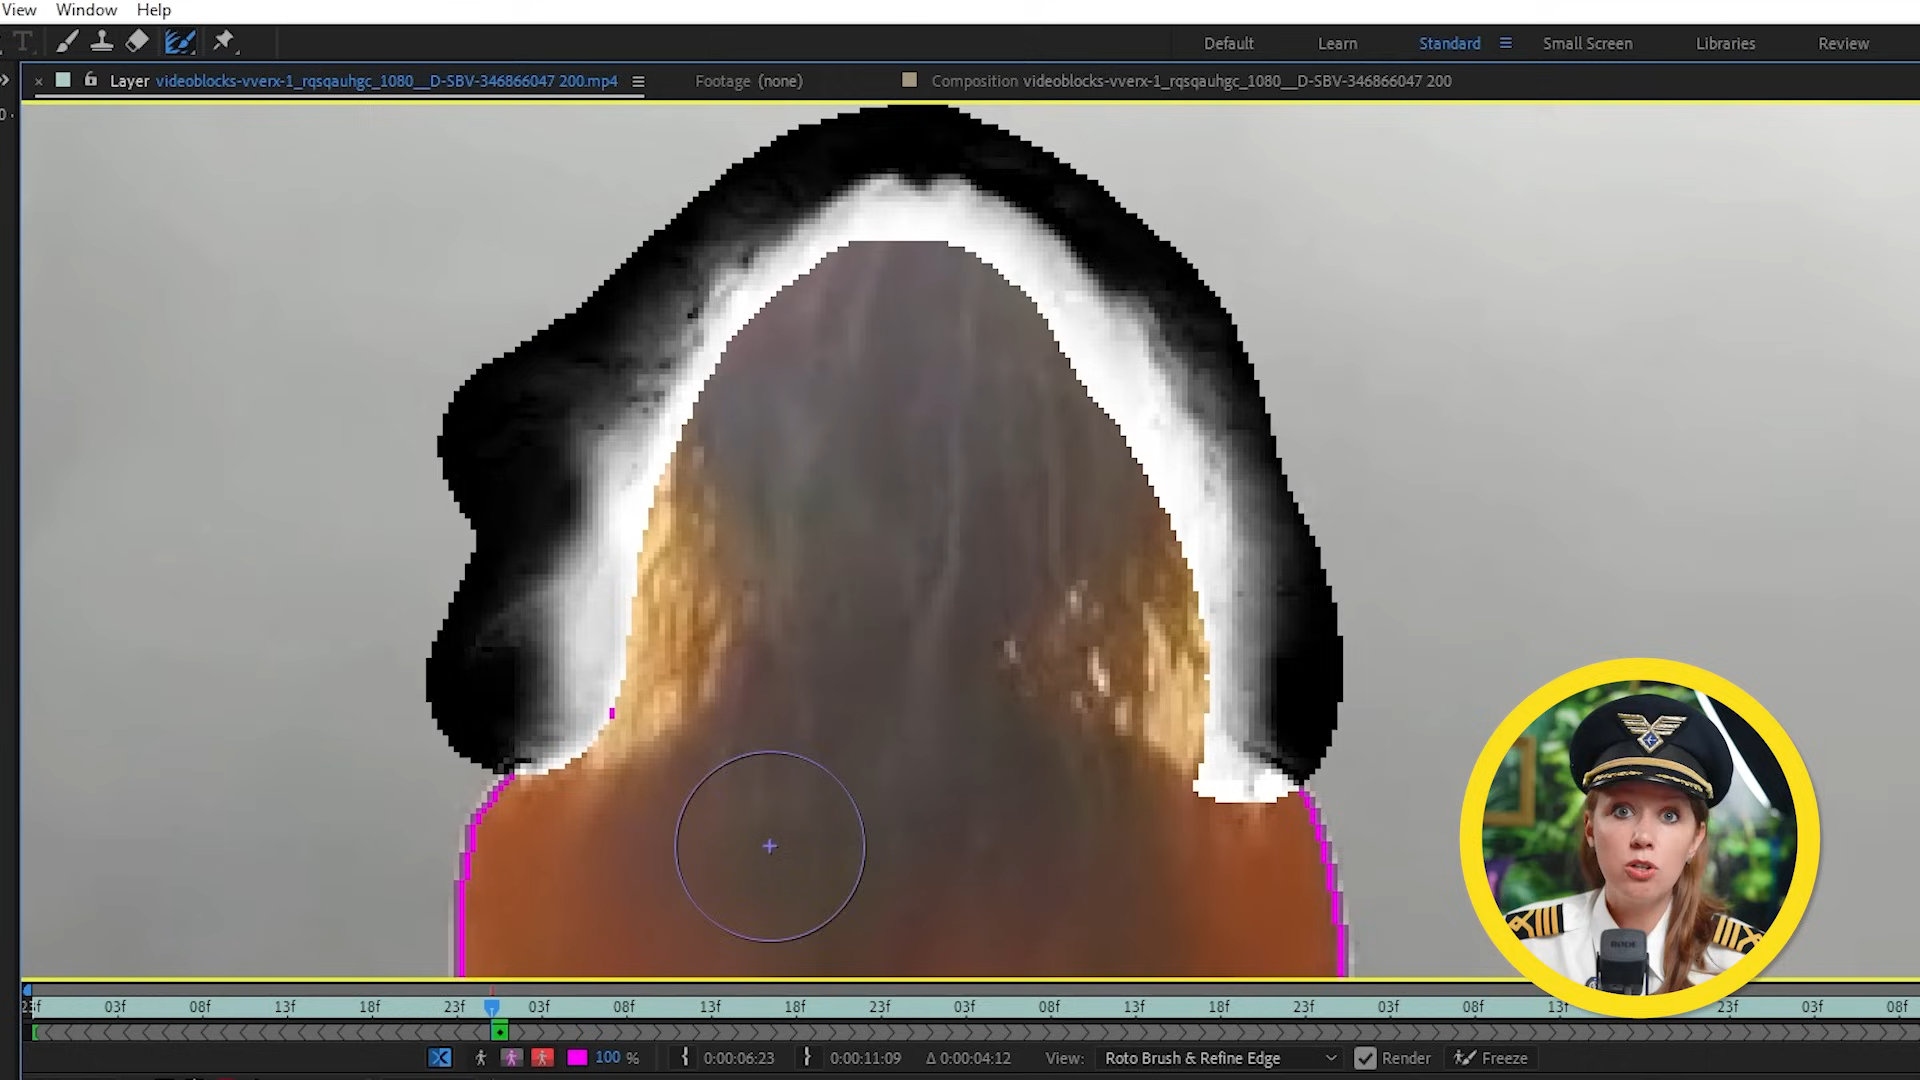 View Window Help
T
Default Learn Standard Small Screen Libraries Review
× Layer videoblocks-vverx-1_rqsqauhgc_1080__D-SBV-346866047 200.mp4 Footage (none) Composition videoblocks-vverx-1_rqsqauhgc_1080__D-SBV-346866047 200
03f 08f 13f 18f 23f 03f 08f 13f 18f 23f 03f 08f 13f 18f 23f 03f 08f 13f 23f 03f 08f
100 % 0:00:06:23 0:00:11:09 Δ 0:00:04:12 View: Roto Brush & Refine Edge Render Freeze
RODE